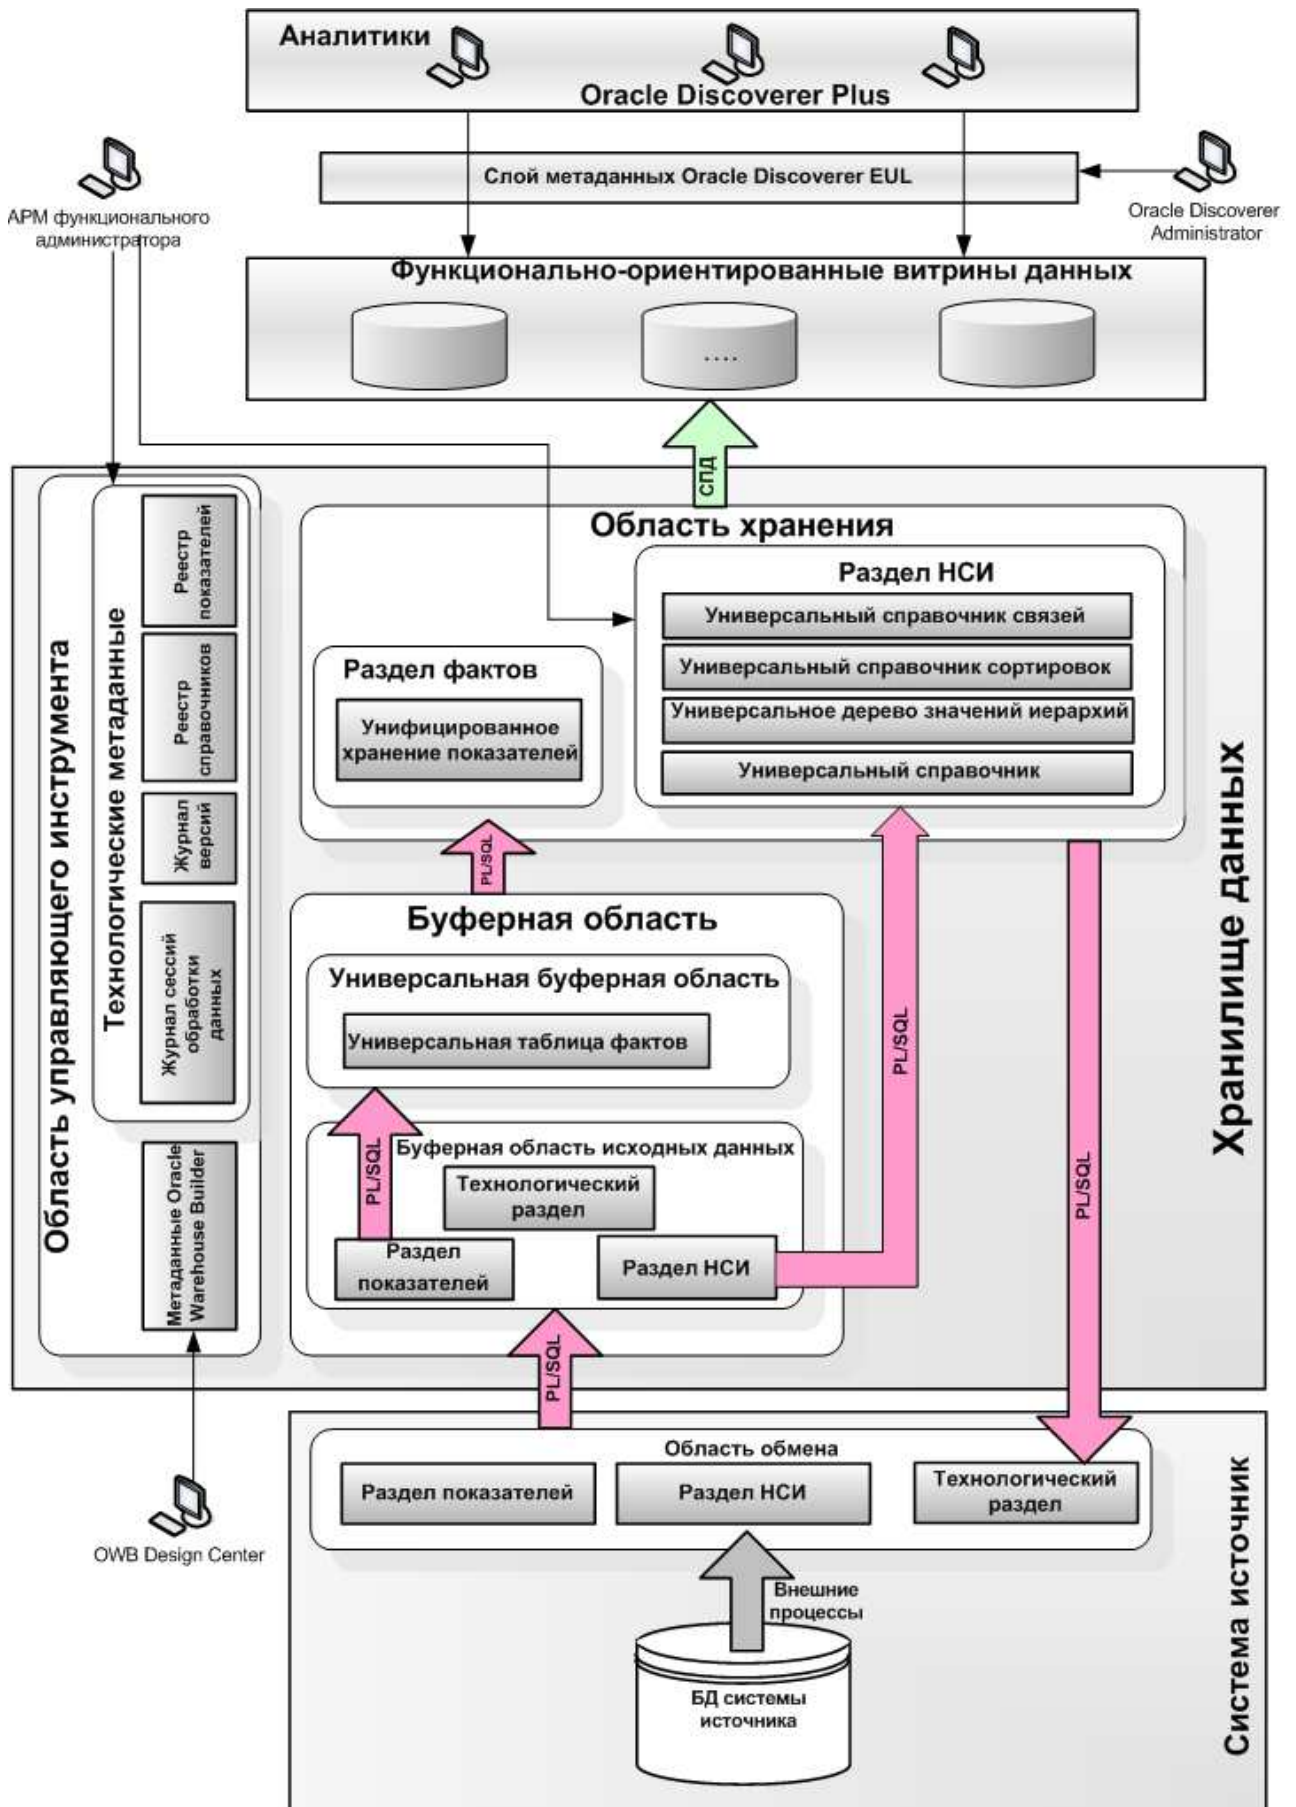 Аналитики
Oracle Discoverer Plus
Слой метаданных Oracle Discoverer EUL
АРМ функционального
администратора
Oracle Discoverer
Administrator
Функционально-ориентированные витрины данных
....
СПД
Хранилище данных
Область управляющего инструмента
Технологические метаданные
Реестр
показателей
Реестр
справочников
Журнал
версий
Журнал сессий
обработки
данных
Метаданные Oracle
Warehouse Builder
OWB Design Center
Область хранения
Раздел НСИ
Универсальный справочник связей
Универсальный справочник сортировок
Универсальное дерево значений иерархий
Универсальный справочник
Раздел фактов
Унифицированное
хранение показателей
PL/SQL
Буферная область
Универсальная буферная область
Универсальная таблица фактов
PL/SQL
PL/SQL
PL/SQL
Буферная область исходных данных
Технологический
раздел
Раздел
показателей
Раздел НСИ
PL/SQL
Система источник
Область обмена
Раздел показателей
Раздел НСИ
Технологический
раздел
Внешние
процессы
БД системы
источника